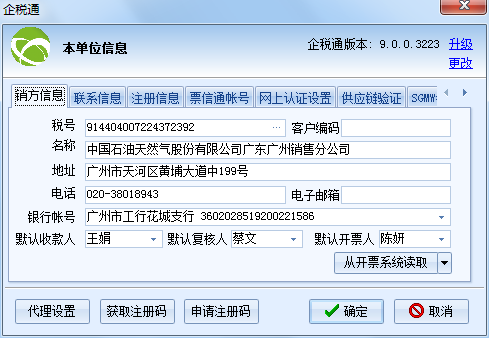 企税通
本单位信息
企税通版本: 9.0.0.3223 升级
更改
销方信息 联系信息 注册信息 票信通帐号 网上认证设置 供应链验证 SGMW
税号 914404007224372392 ... 客户编码
名称 中国石油天然气股份有限公司广东广州销售分公司
地址 广州市天河区黄埔大道中199号
电话 020-38018943 电子邮箱
银行帐号 广州市工行花城支行 3602028519200221586
默认收款人 王娟 默认复核人 蔡文 默认开票人 陈妍
从开票系统读取
代理设置 获取注册码 申请注册码 确定 取消